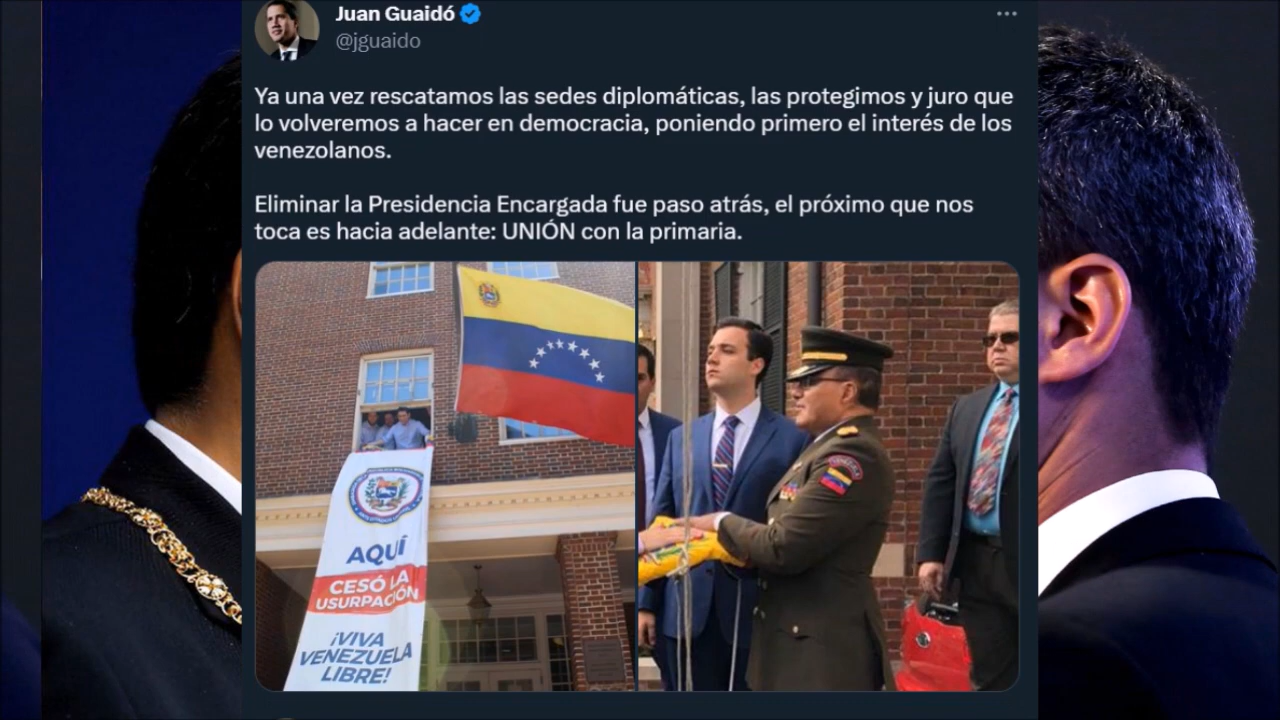 Juan Guaidó
@jguaido
Ya una vez rescatamos las sedes diplomáticas, las protegimos y juro que
lo volveremos a hacer en democracia, poniendo primero el interés de los
venezolanos.
Eliminar la Presidencia Encargada fue paso atrás, el próximo que nos
toca es hacia adelante: UNIÓN con la primaria.
AQUÍ
CESÓ LA
USURPACIÓN
¡VIVA
VENEZUELA
LIBRE!